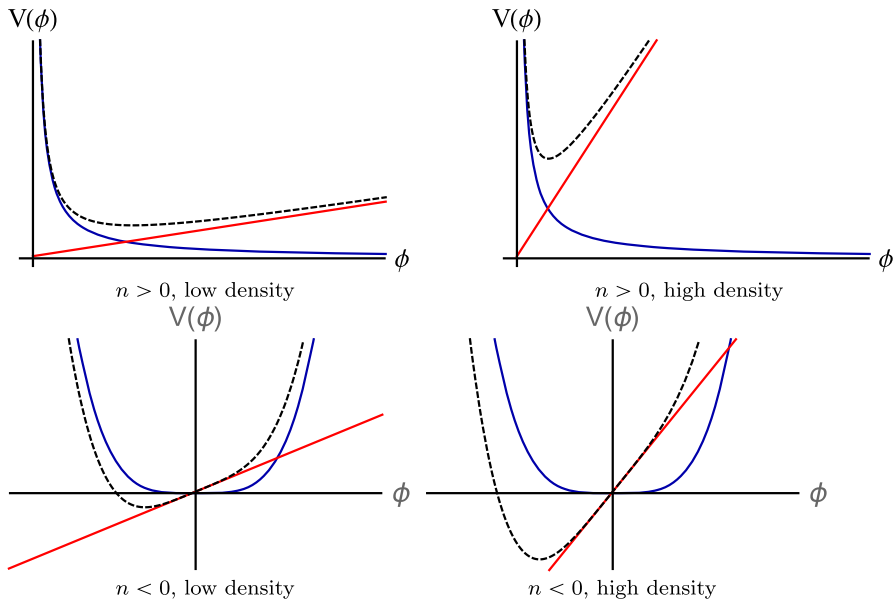 V(ϕ)
V(ϕ)
ϕ
ϕ
n > 0, low density
n > 0, high density
V(ϕ)
V(ϕ)
ϕ
ϕ
n < 0, low density
n < 0, high density